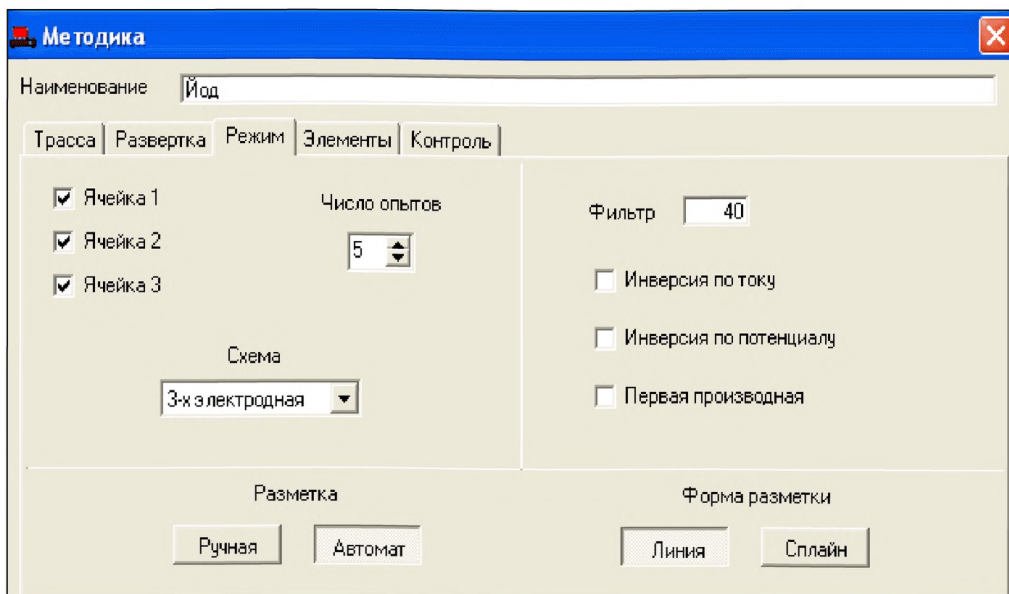 Методика
Наименование Йод
Трасса Развертка Режим Элементы Контроль
Ячейка 1
Ячейка 2
Ячейка 3
Число опытов
5
Схема
3-х электродная
Фильтр 40
Инверсия по току
Инверсия по потенциалу
Первая производная
Разметка
Ручная Автомат
Форма разметки
Линия Сплайн